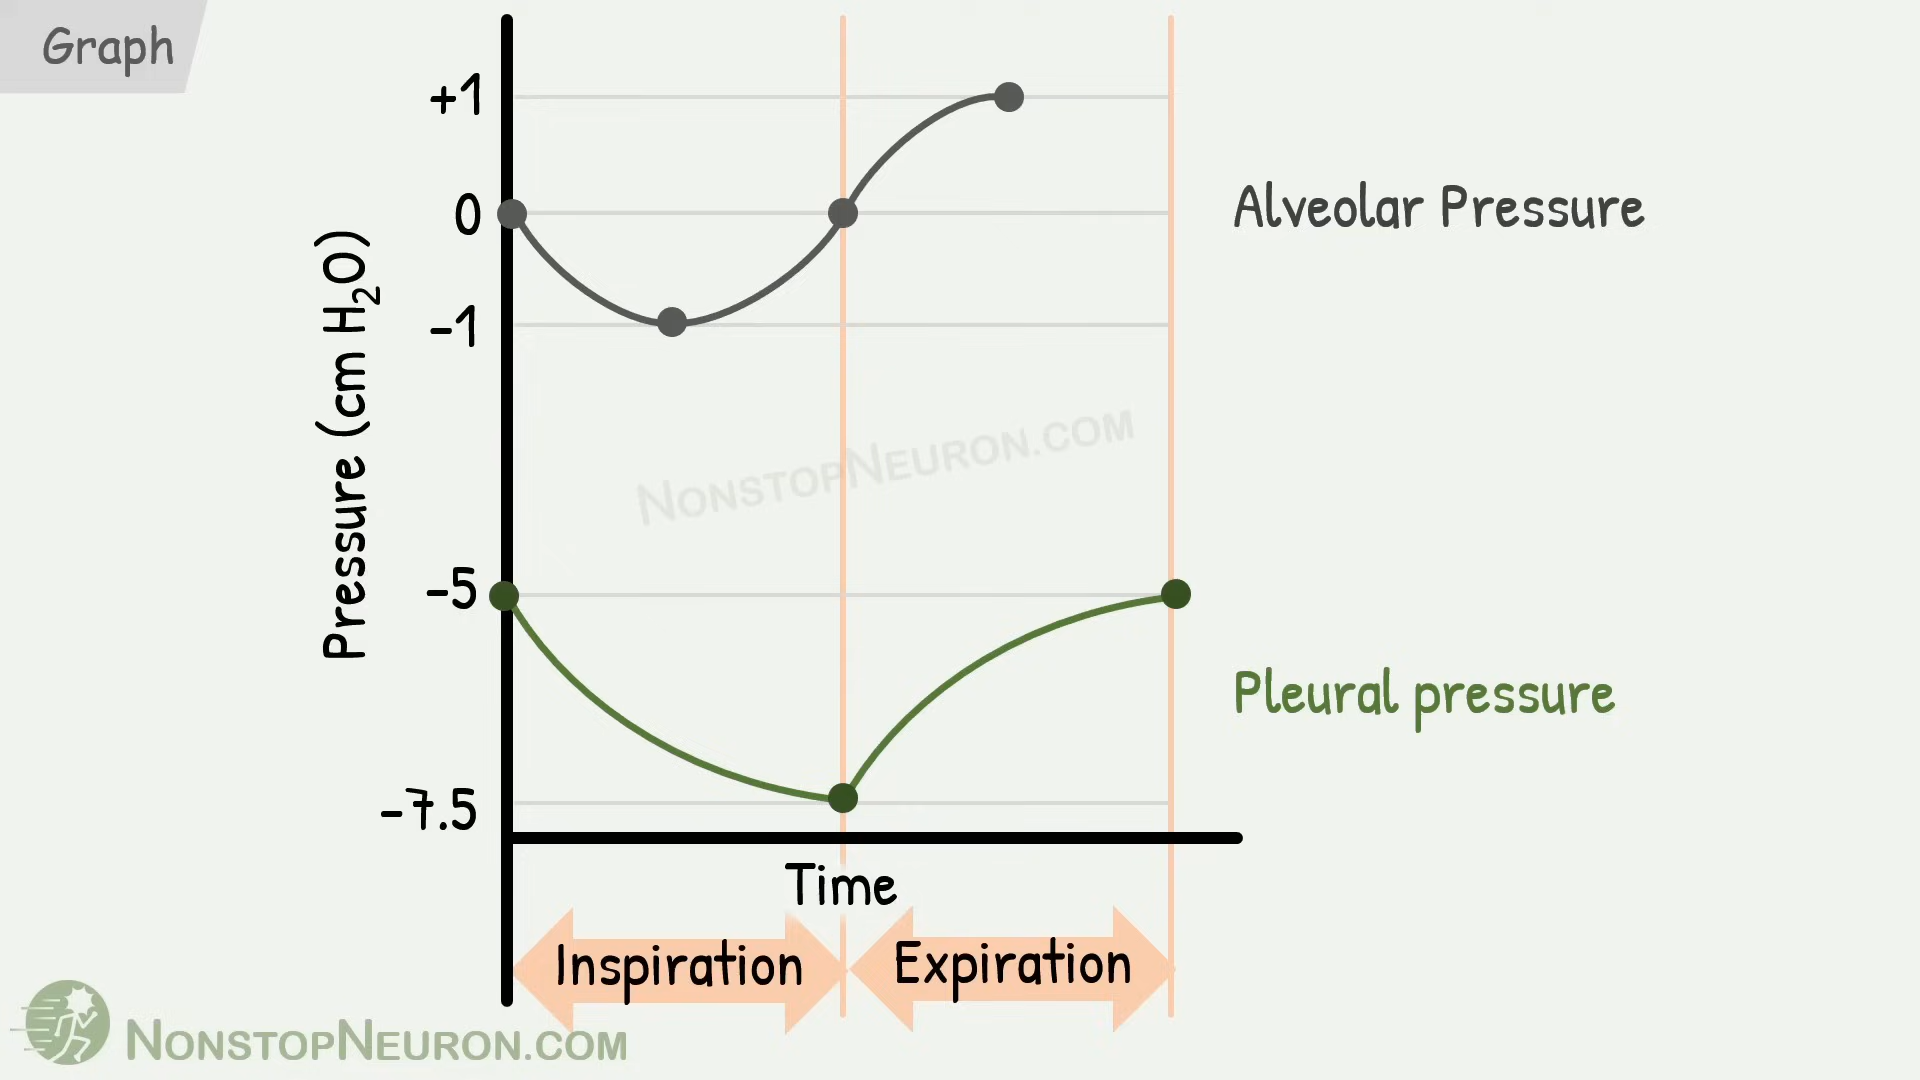 Graph
+1
0
-1
-5
-7.5
Pressure (cm H₂O)
Alveolar Pressure
NonstopNeuron.com
Pleural pressure
Time
Inspiration
Expiration
NonstopNeuron.com